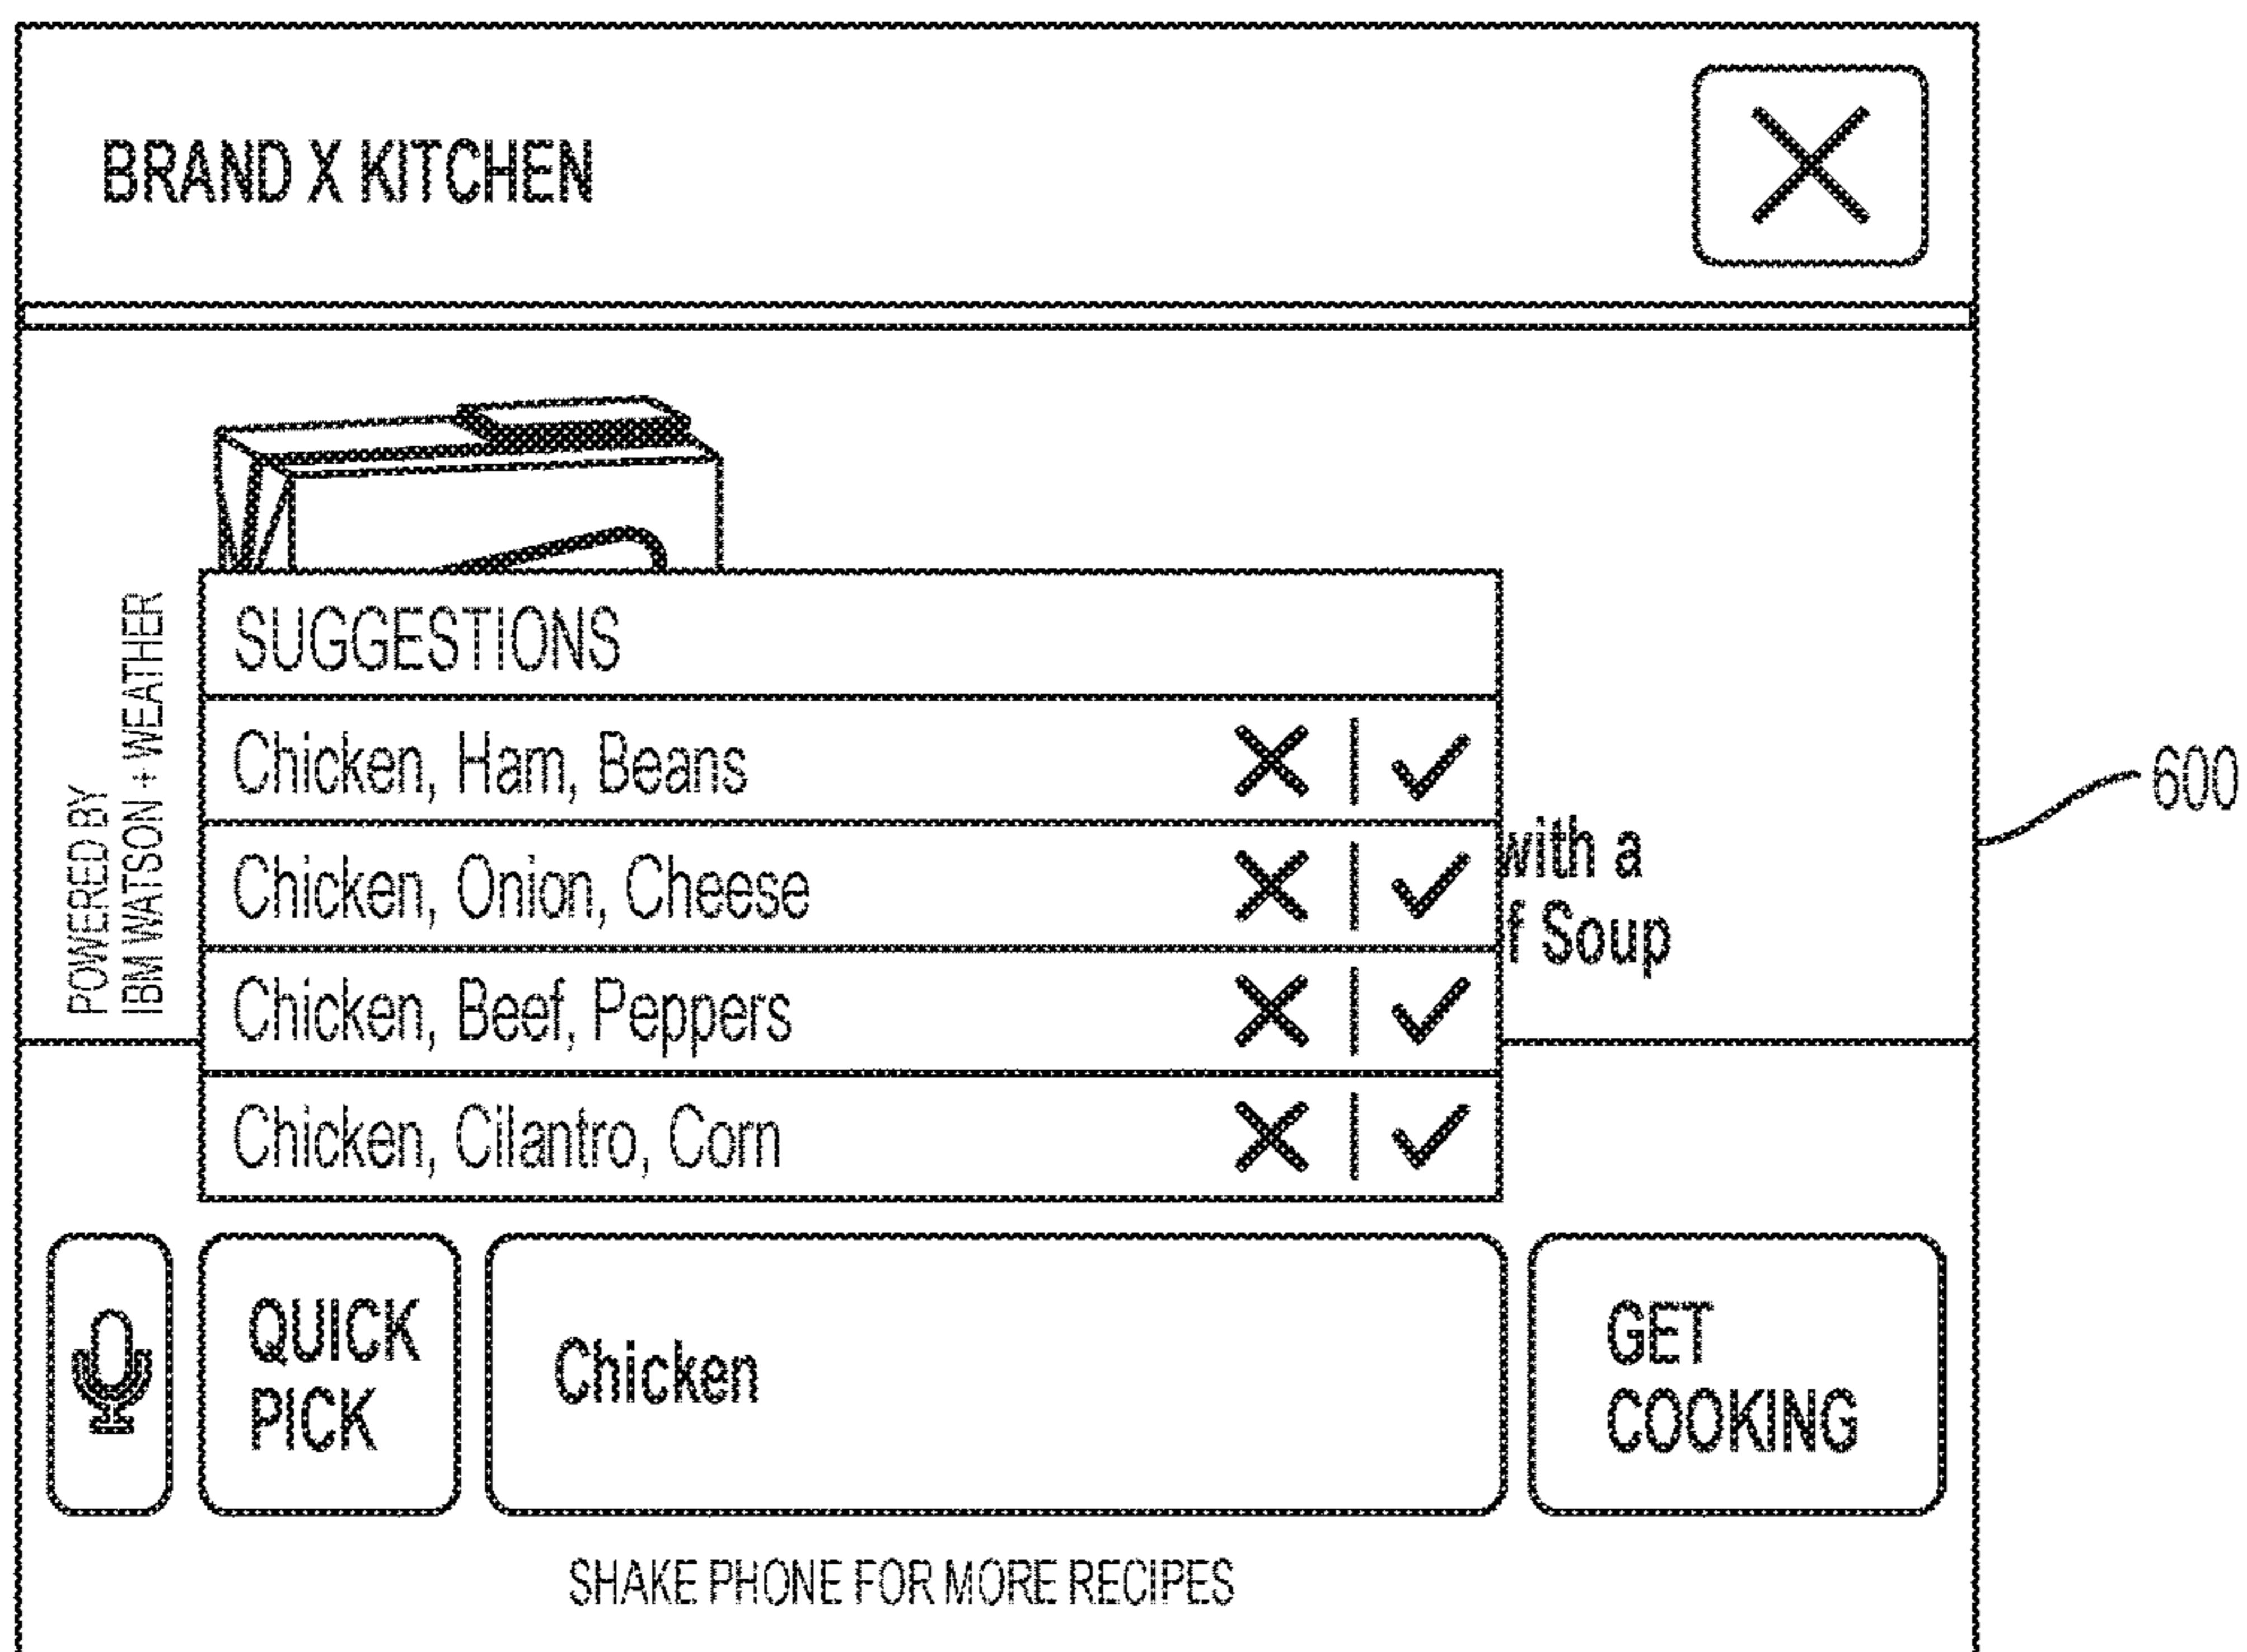 BRAND X KITCHEN
POWERED BY
IBM WATSON + WEATHER
SUGGESTIONS
Chicken, Ham, Beans
Chicken, Onion, Cheese
Chicken, Beef, Peppers
Chicken, Cilantro, Corn
with a
f Soup
600
QUICK
PICK
Chicken
GET
COOKING
SHAKE PHONE FOR MORE RECIPES